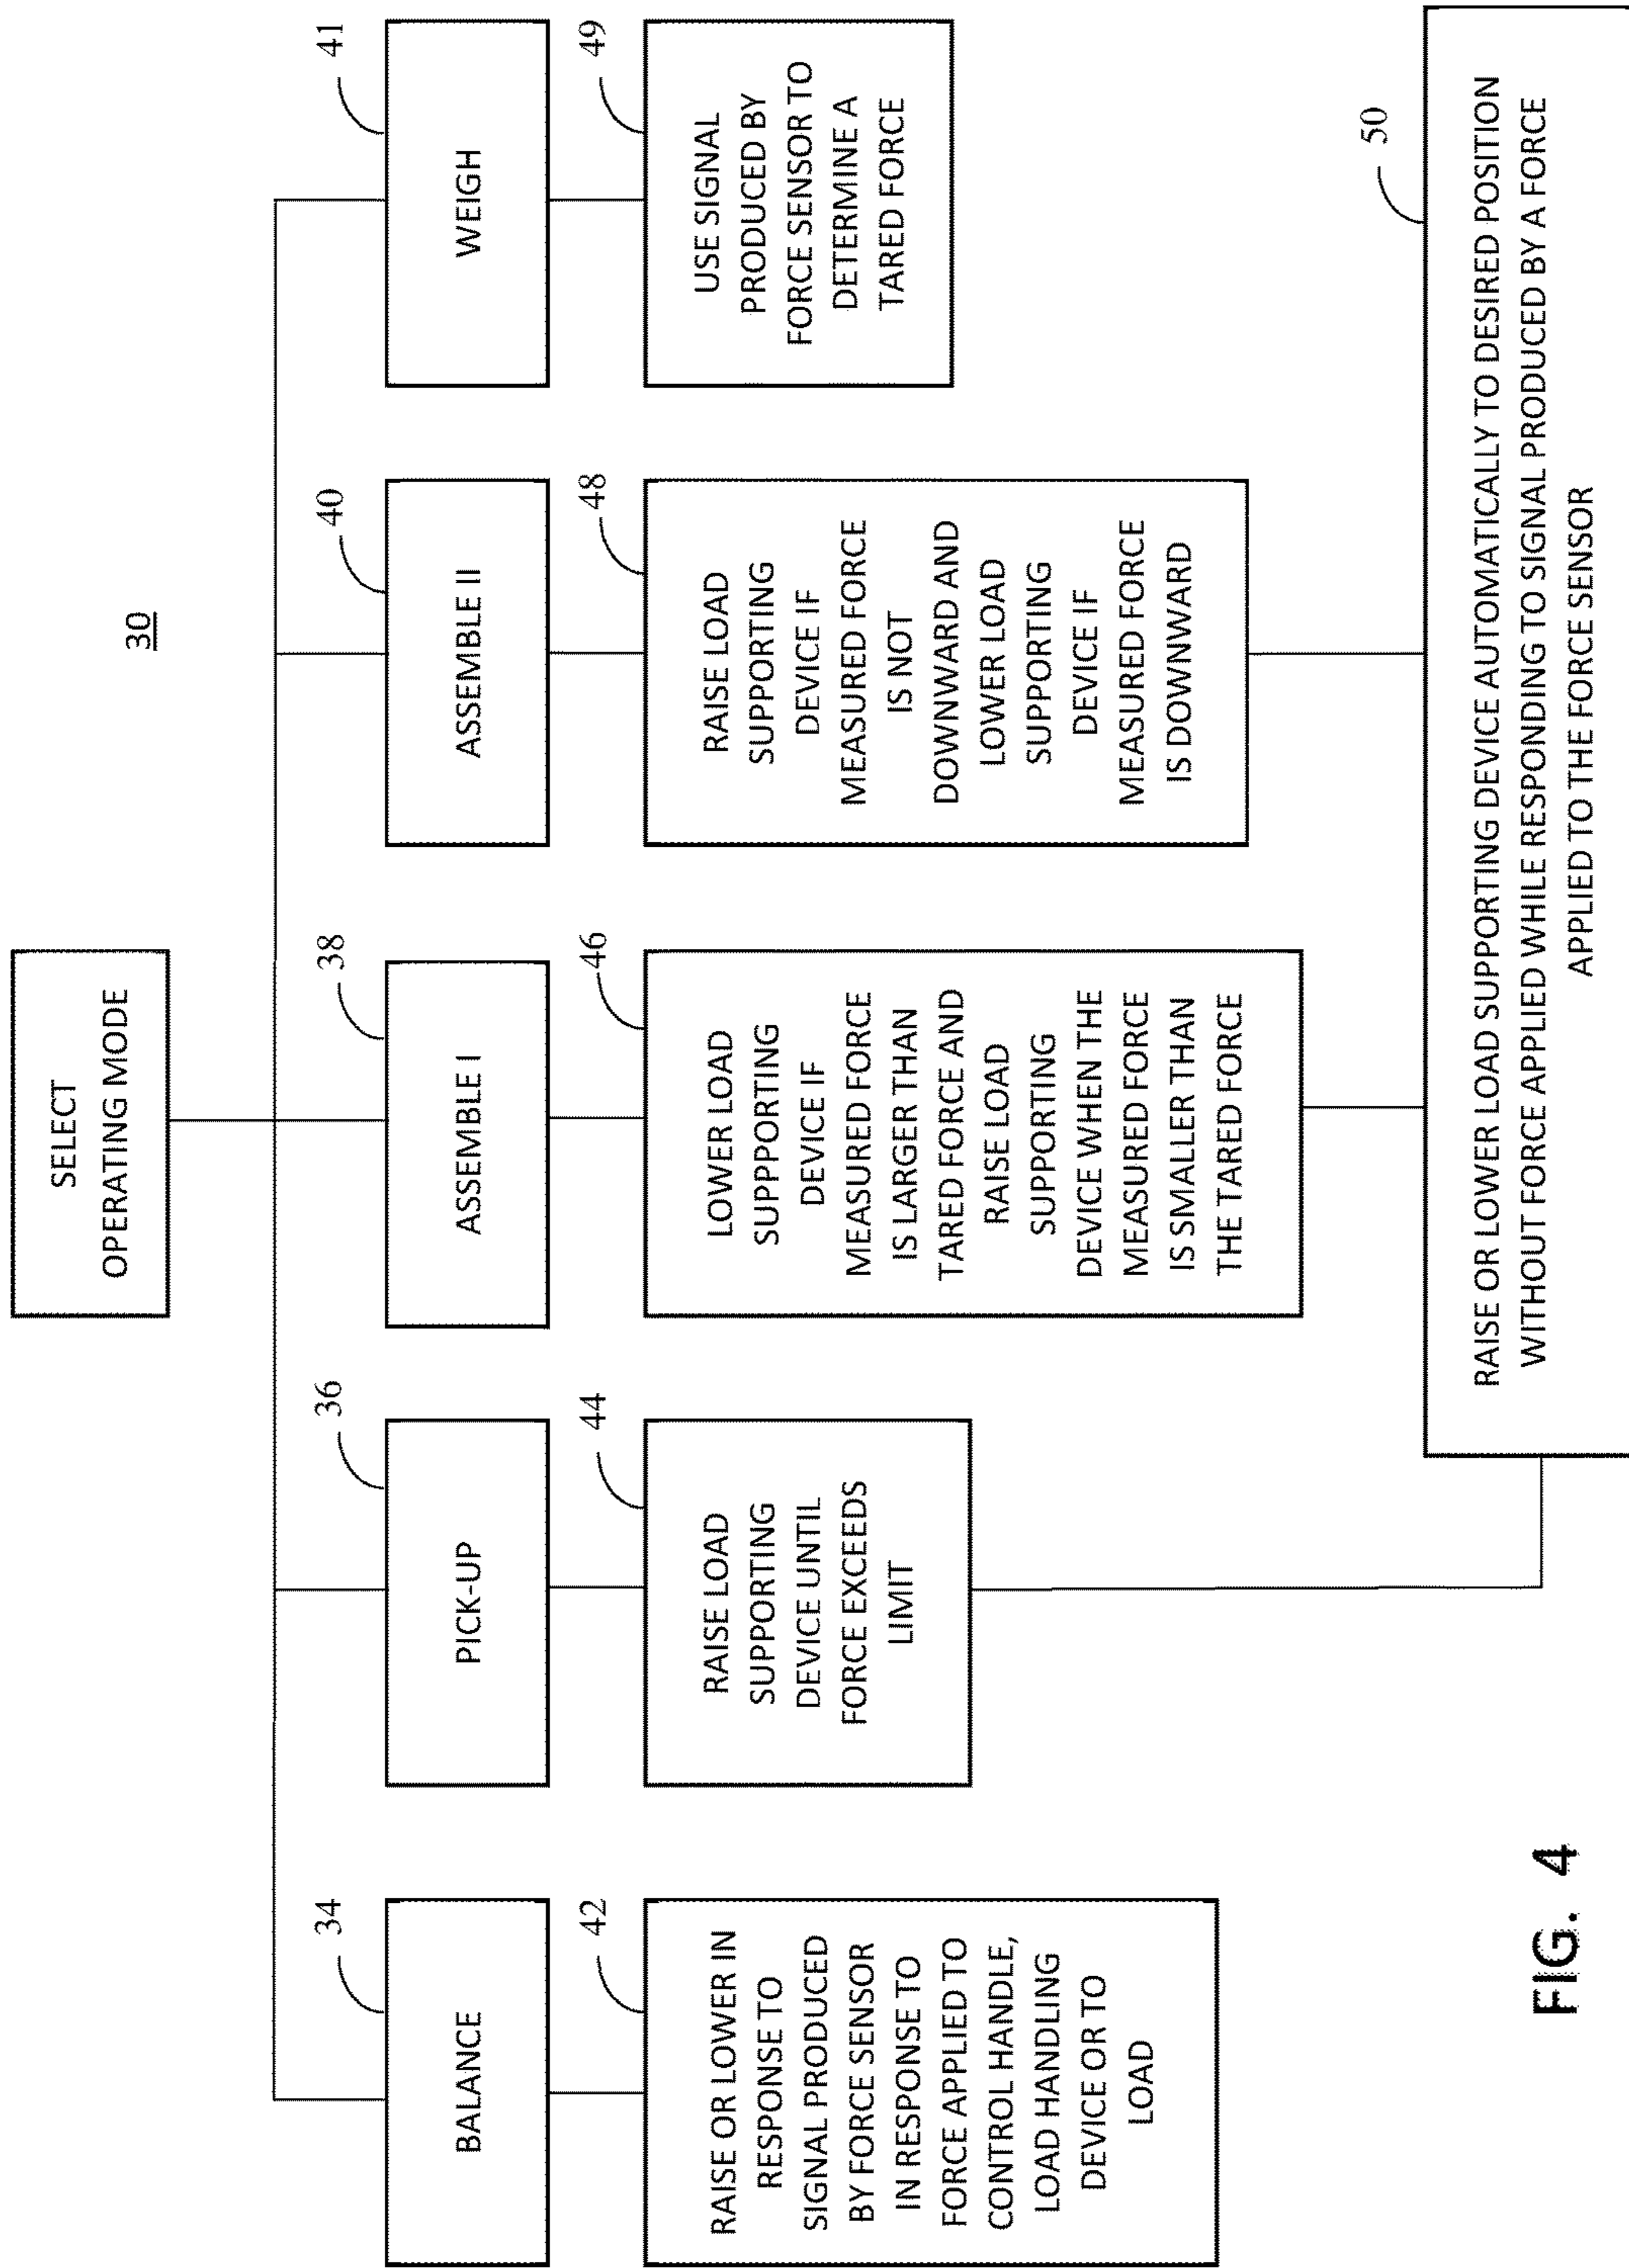 30
SELECT
OPERATING MODE
34
BALANCE
36
PICK-UP
38
ASSEMBLE I
40
ASSEMBLE II
41
WEIGH
42
RAISE OR LOWER IN
RESPONSE TO
SIGNAL PRODUCED
BY FORCE SENSOR
IN RESPONSE TO
FORCE APPLIED TO
CONTROL HANDLE,
LOAD HANDLING
DEVICE OR TO
LOAD
44
RAISE LOAD
SUPPORTING
DEVICE UNTIL
FORCE EXCEEDS
LIMIT
46
LOWER LOAD
SUPPPORTING
DEVICE IF
MEASURED FORCE
IS LARGER THAN
TARED FORCE AND
RAISE LOAD
SUPPORTING
DEVICE WHEN THE
MEASURED FORCE
IS SMALLER THAN
THE TARED FORCE
48
RAISE LOAD
SUPPORTING
DEVICE IF
MEASURED FORCE
IS NOT
DOWNWARD AND
LOWER LOAD
SUPPORTING
DEVICE IF
MEASURED FORCE
IS DOWNWARD
49
USE SIGNAL
PRODUCED BY
FORCE SENSOR TO
DETERMINE A
TARED FORCE
50
RAISE OR LOWER LOAD SUPPORTING DEVICE AUTOMATICALLY TO DESIRED POSITION
WITHOUT FORCE APPLIED WHILE RESPONDING TO SIGNAL PRODUCED BY A FORCE
APPLIED TO THE FORCE SENSOR
FIG. 4